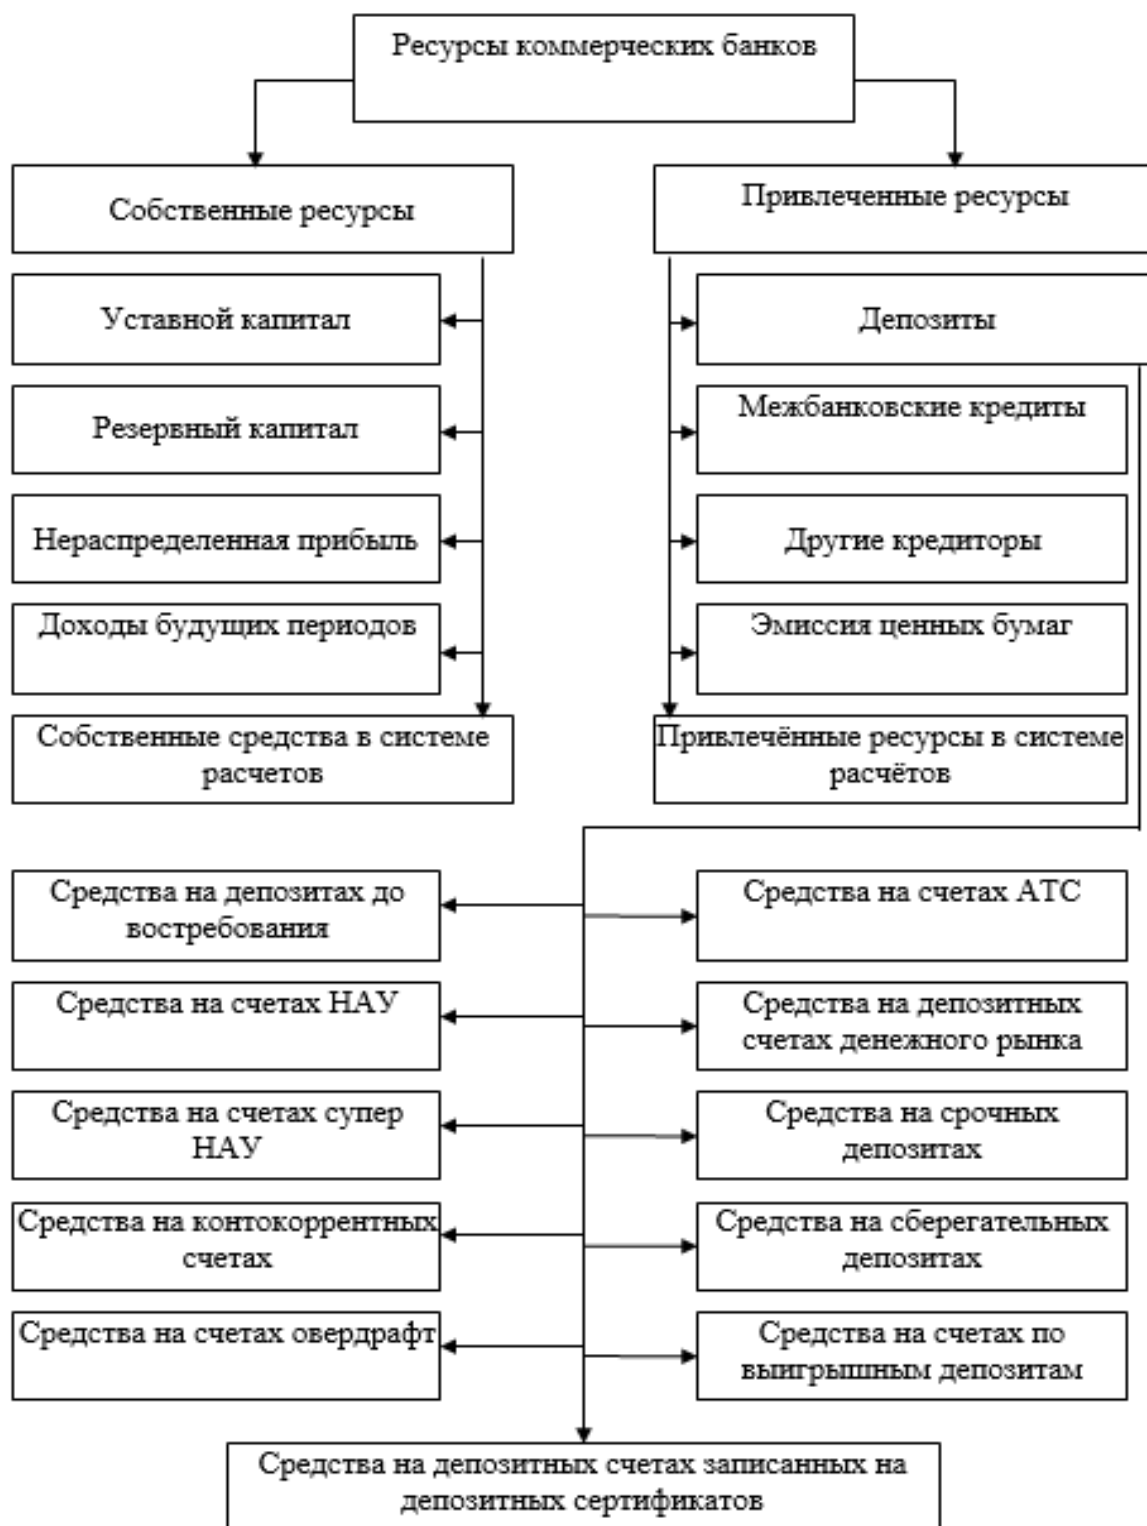 Ресурсы коммерческих банков
Собственные ресурсы
Привлеченные ресурсы
Уставной капитал
Депозиты
Резервный капитал
Межбанковские кредиты
Нераспределенная прибыль
Другие кредиторы
Доходы будущих периодов
Эмиссия ценных бумаг
Собственные средства в системе
расчетов
Привлечённые ресурсы в системе
расчётов
Средства на депозитах до
востребования
Средства на счетах АТС
Средства на счетах НАУ
Средства на депозитных
счетах денежного рынка
Средства на счетах супер
НАУ
Средства на срочных
депозитах
Средства на контокоррентных
счетах
Средства на сберегательных
депозитах
Средства на счетах овердрафт
Средства на счетах по
выигрышным депозитам
Средства на депозитных счетах записанных на
депозитных сертификатов